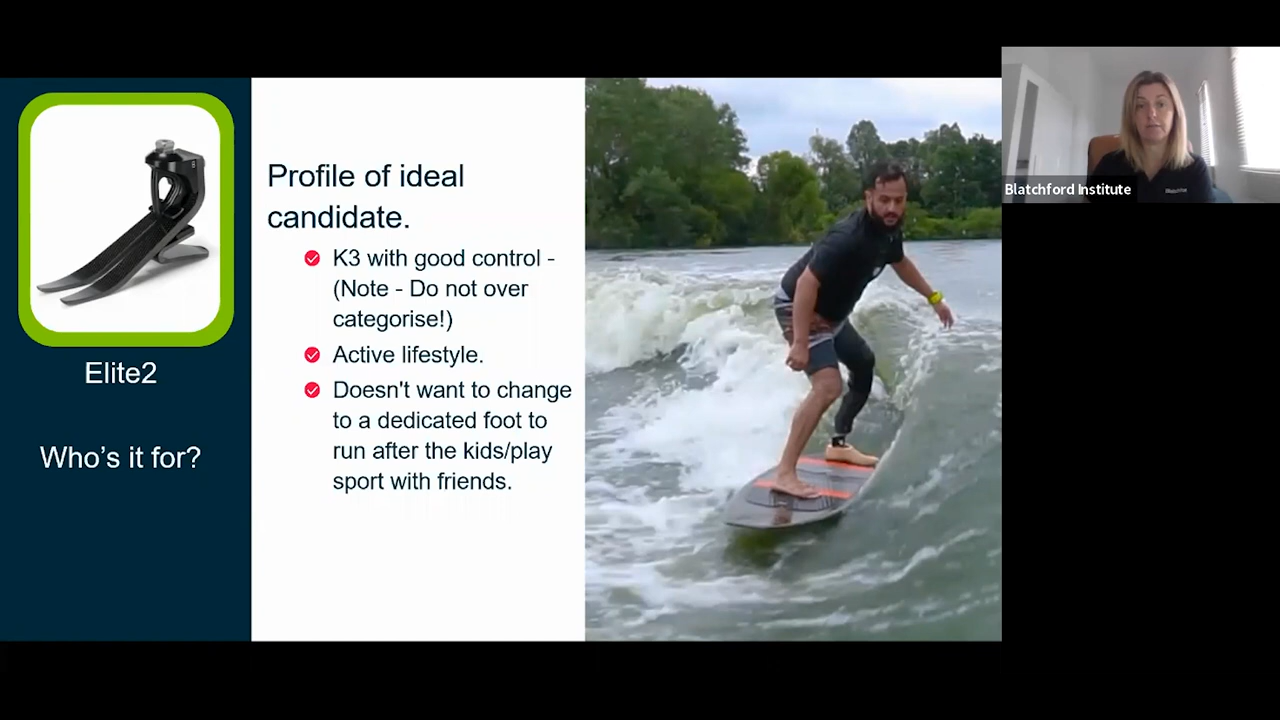 Elite2
Who's it for?
Profile of ideal
candidate.
K3 with good control -
(Note - Do not over
categorise!)
Active lifestyle.
Doesn't want to change
to a dedicated foot to
run after the kids/play
sport with friends.
Blatchford Institute